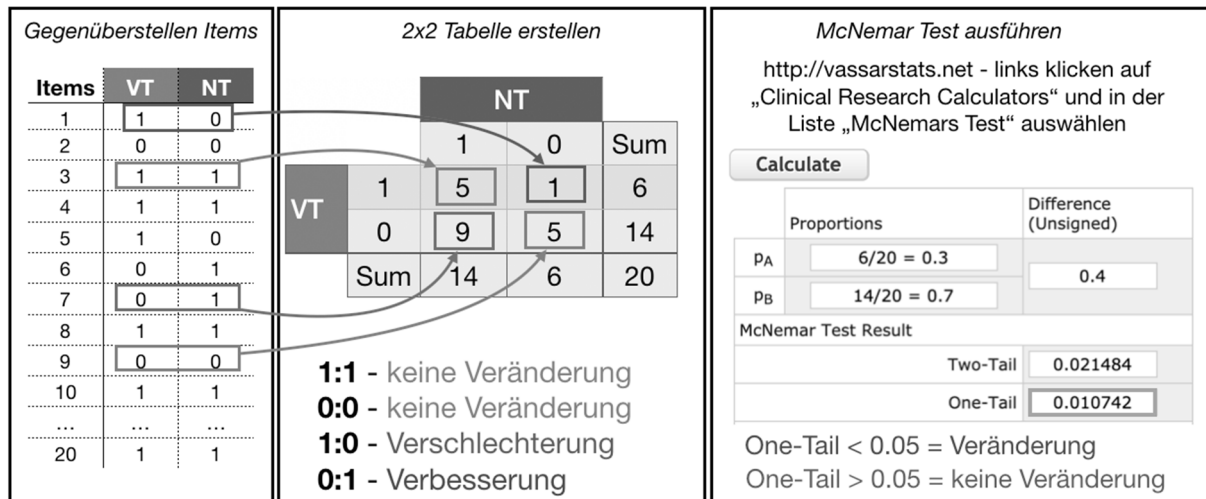 Gegenüberstellen Items
Items VT NT
1 1 0
2 0 0
3 1 1
4 1 1
5 1 0
6 0 1
7 0 1
8 1 1
9 0 0
10 1 1
... ... ...
20 1 1
2x2 Tabelle erstellen
NT
1 0 Sum
VT
1 5 1 6
0 9 5 14
Sum 14 6 20
1:1 - keine Veränderung
0:0 - keine Veränderung
1:0 - Verschlechterung
0:1 - Verbesserung
McNemar Test ausführen
http://vassarstats.net - links klicken auf
„Clinical Research Calculators“ und in der
Liste „McNemars Test“ auswählen
Calculate
Proportions
Difference
(Unsigned)
pA 6/20 = 0.3
0.4
pB 14/20 = 0.7
McNemar Test Result
Two-Tail 0.021484
One-Tail 0.010742
One-Tail < 0.05 = Veränderung
One-Tail > 0.05 = keine Veränderung